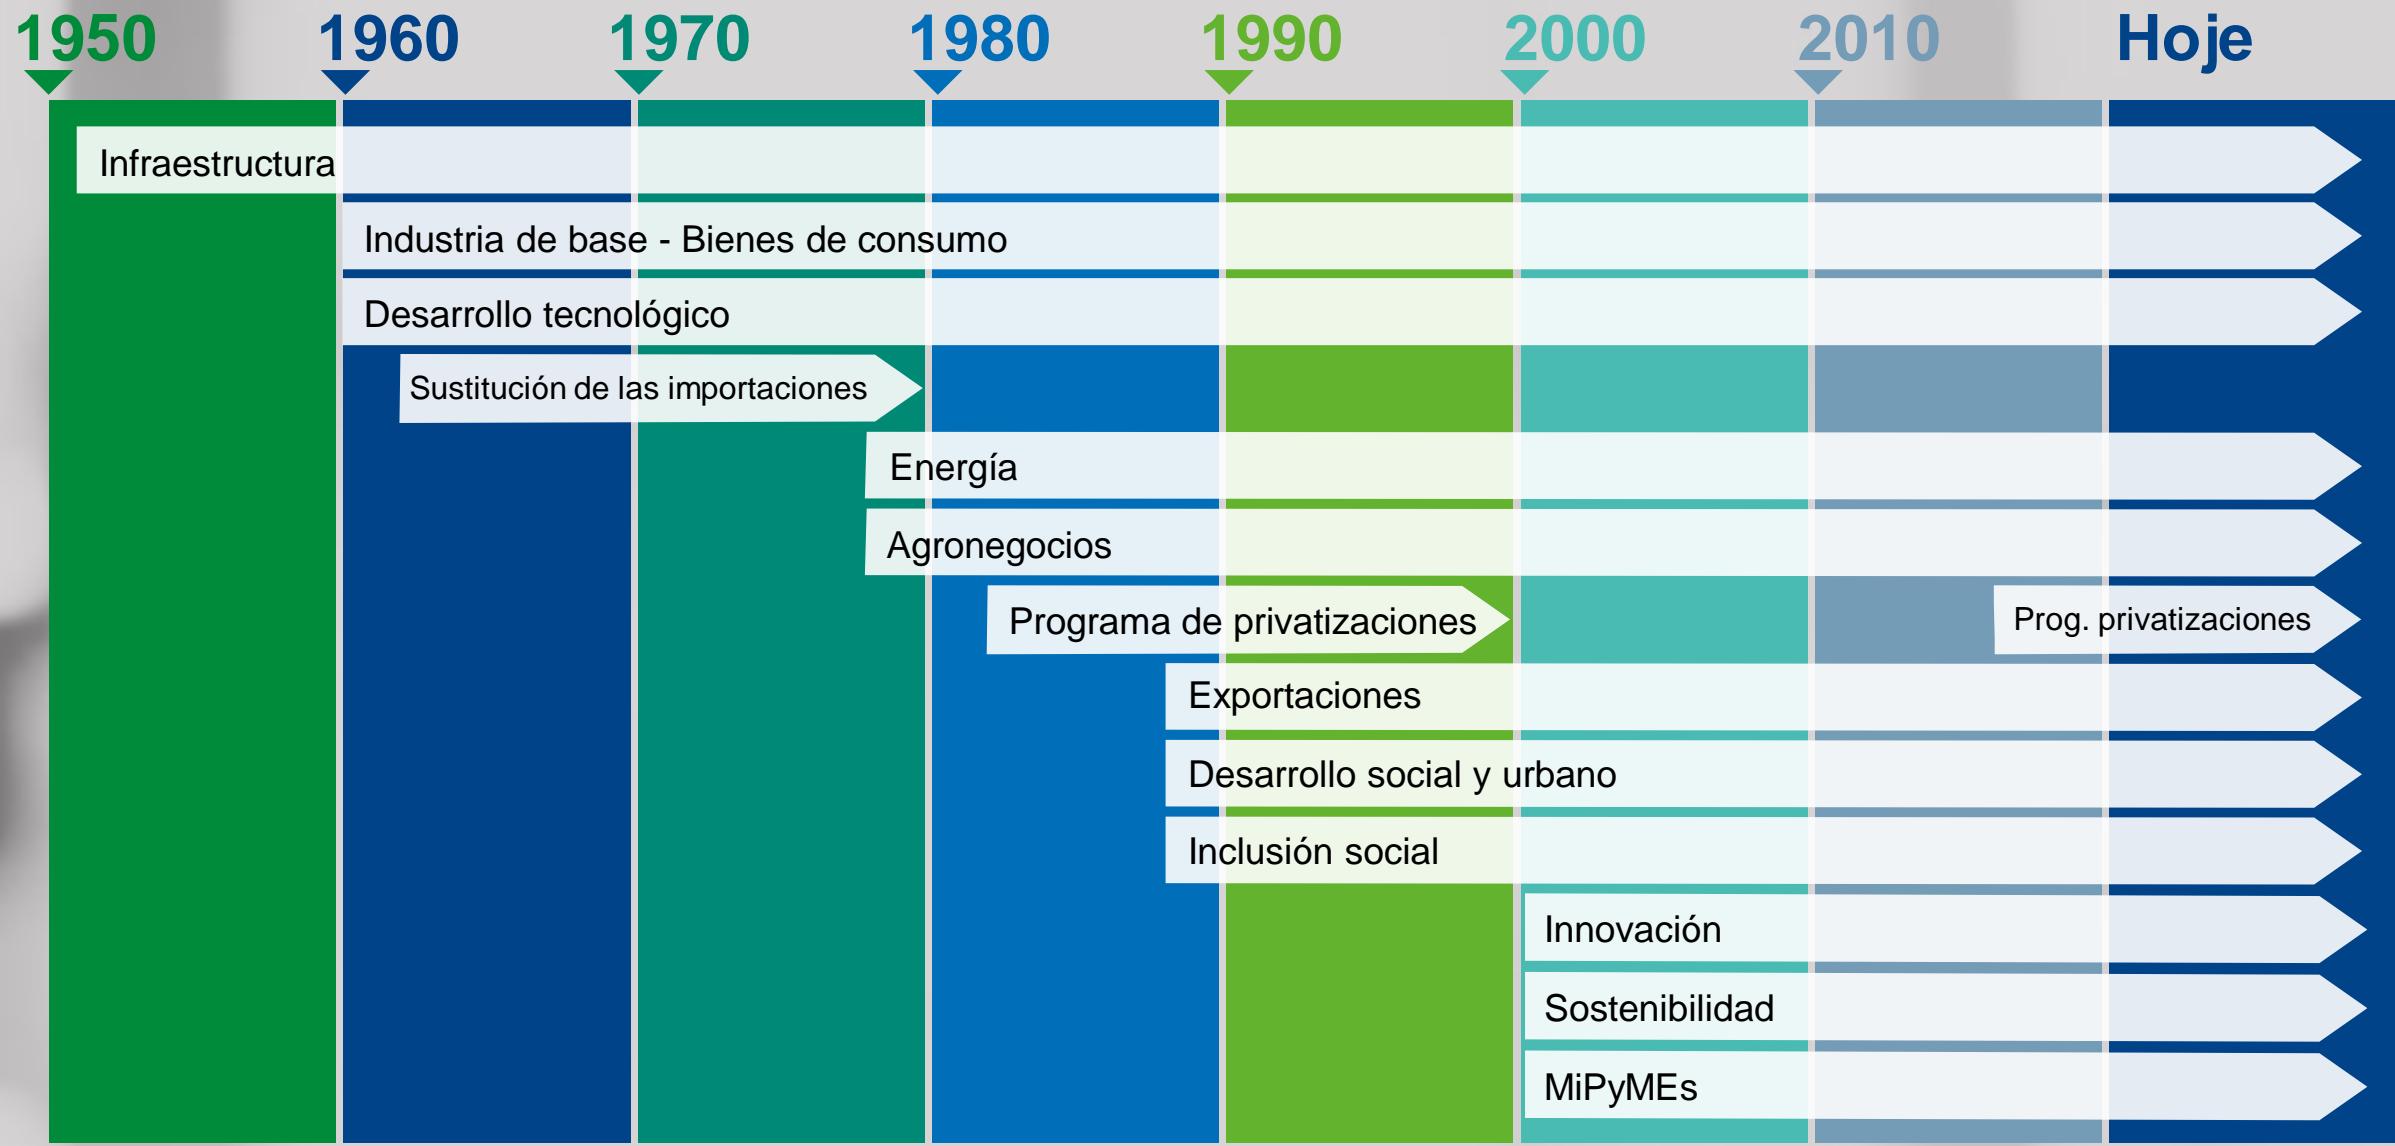 1950 1960 1970 1980 1990 2000 2010 Hoje
Infraestructura
Industria de base - Bienes de consumo
Desarrollo tecnológico
Sustitución de las importaciones
Energía
Agronegocios
Programa de privatizaciones Prog. privatizaciones
Exportaciones
Desarrollo social y urbano
Inclusión social
Innovación
Sostenibilidad
MiPyMEs